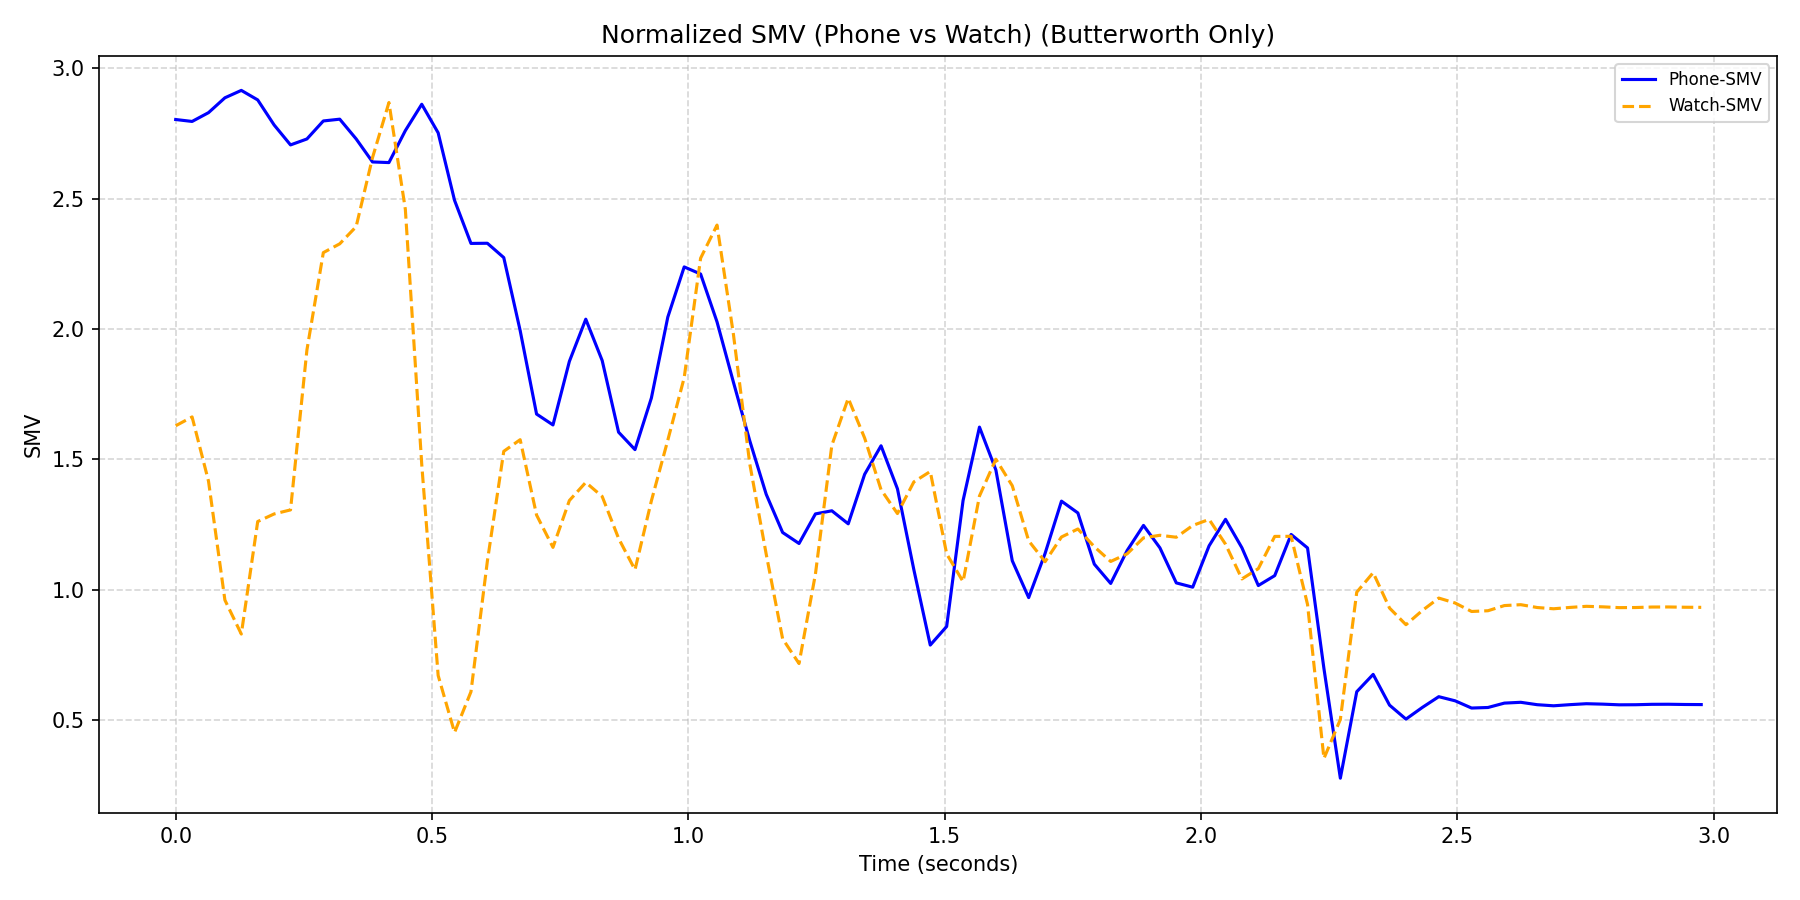 Normalized SMV (Phone vs Watch) (Butterworth Only)
Phone-SMV
Watch-SMV
3.0
2.5
2.0
1.5
1.0
0.5
SMV
0.0 0.5 1.0 1.5 2.0 2.5 3.0
Time (seconds)